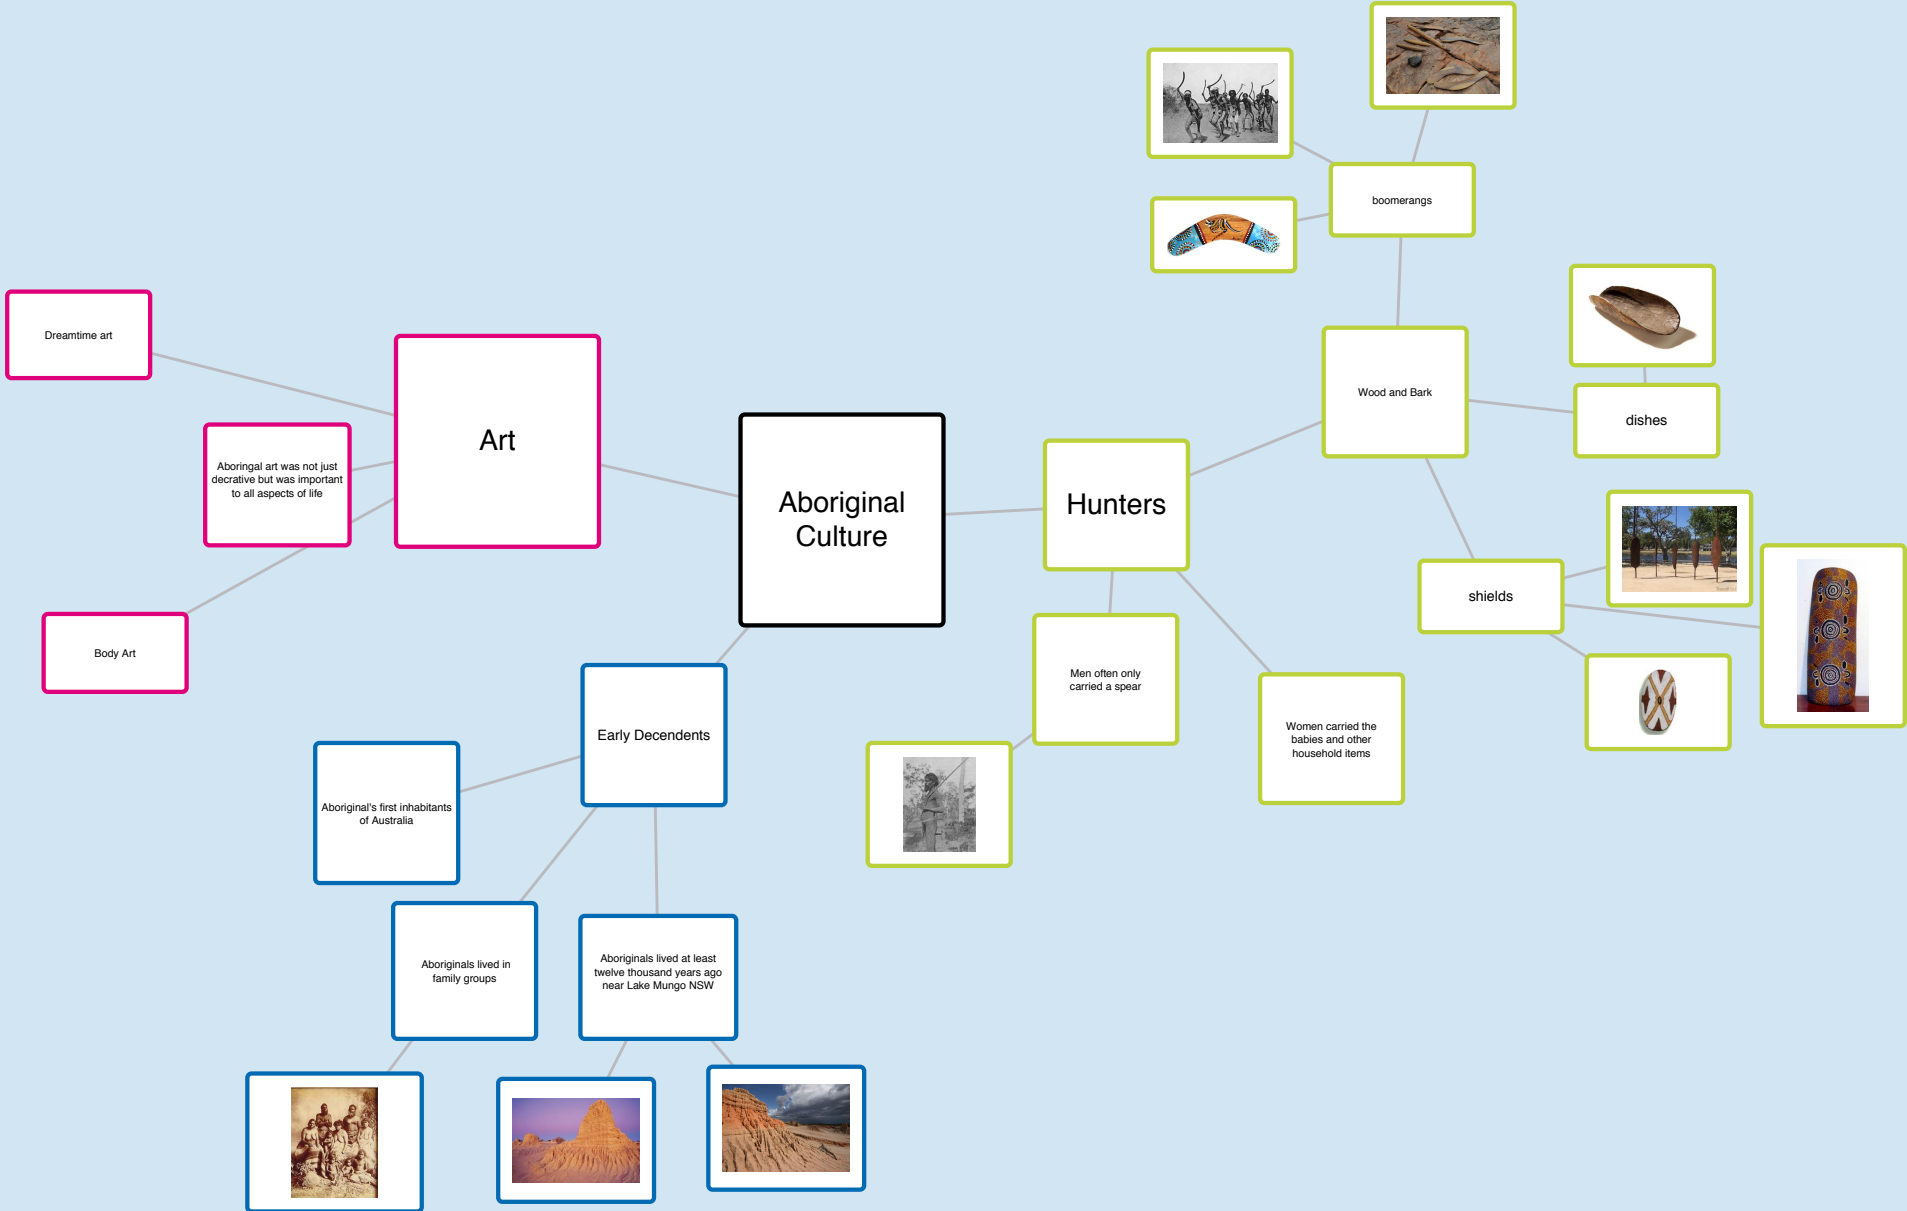 boomerangs
Dreamtime art
Art
Wood and Bark
dishes
Aboringal art was not just
decrative but was important
to all aspects of life
Aboriginal
Culture
Hunters
shields
Body Art
Men often only
carried a spear
Early Decendents
Women carried the
babies and other
household items
Aboriginal's first inhabitants
of Australia
Aboriginals lived in
family groups
Aboriginals lived at least
twelve thousand years ago
near Lake Mungo NSW